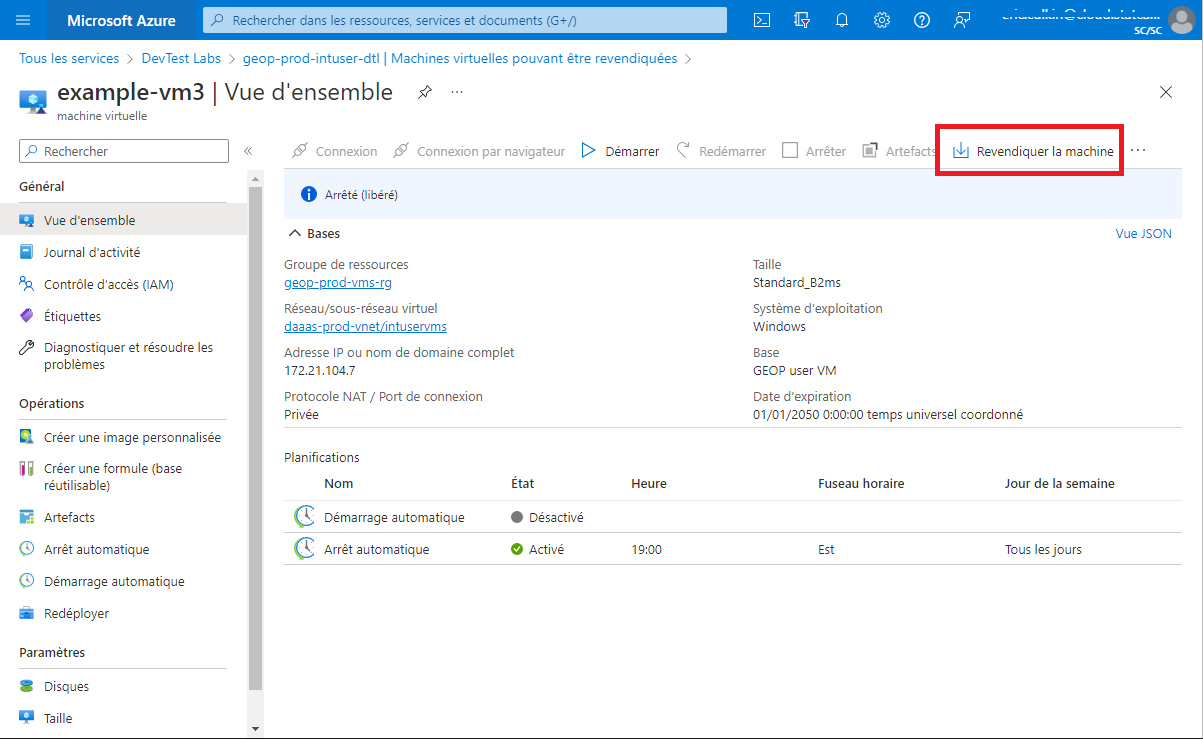 Microsoft Azure
Rechercher dans les ressources, services et documents (G+/)
SC/SC
Tous les services > DevTest Labs > geop-prod-intuser-dtl | Machines virtuelles pouvant être revendiquées >
example-vm3 | Vue d'ensemble
machine virtuelle
Rechercher
Connexion Connexion par navigateur Démarrer Redémarrer Arrêter Artefacts Revendiquer la machine
Général
Vue d'ensemble
Journal d'activité
Contrôle d'accès (IAM)
Étiquettes
Diagnostiquer et résoudre les
problèmes
Opérations
Créer une image personnalisée
Créer une formule (base
réutilisable)
Artefacts
Arrêt automatique
Démarrage automatique
Redéployer
Paramètres
Disques
Taille
Arrêté (libéré)
Bases
Vue JSON
Groupe de ressources
geop-prod-vms-rg
Réseau/sous-réseau virtuel
daaas-prod-vnet/intuservms
Adresse IP ou nom de domaine complet
172.21.104.7
Protocole NAT / Port de connexion
Privée
Taille
Standard_B2ms
Système d'exploitation
Windows
Base
GEOP user VM
Date d'expiration
01/01/2050 0:00:00 temps universel coordonné
Planifications
Nom État Heure Fuseau horaire Jour de la semaine
Démarrage automatique Désactivé
Arrêt automatique Activé 19:00 Est Tous les jours